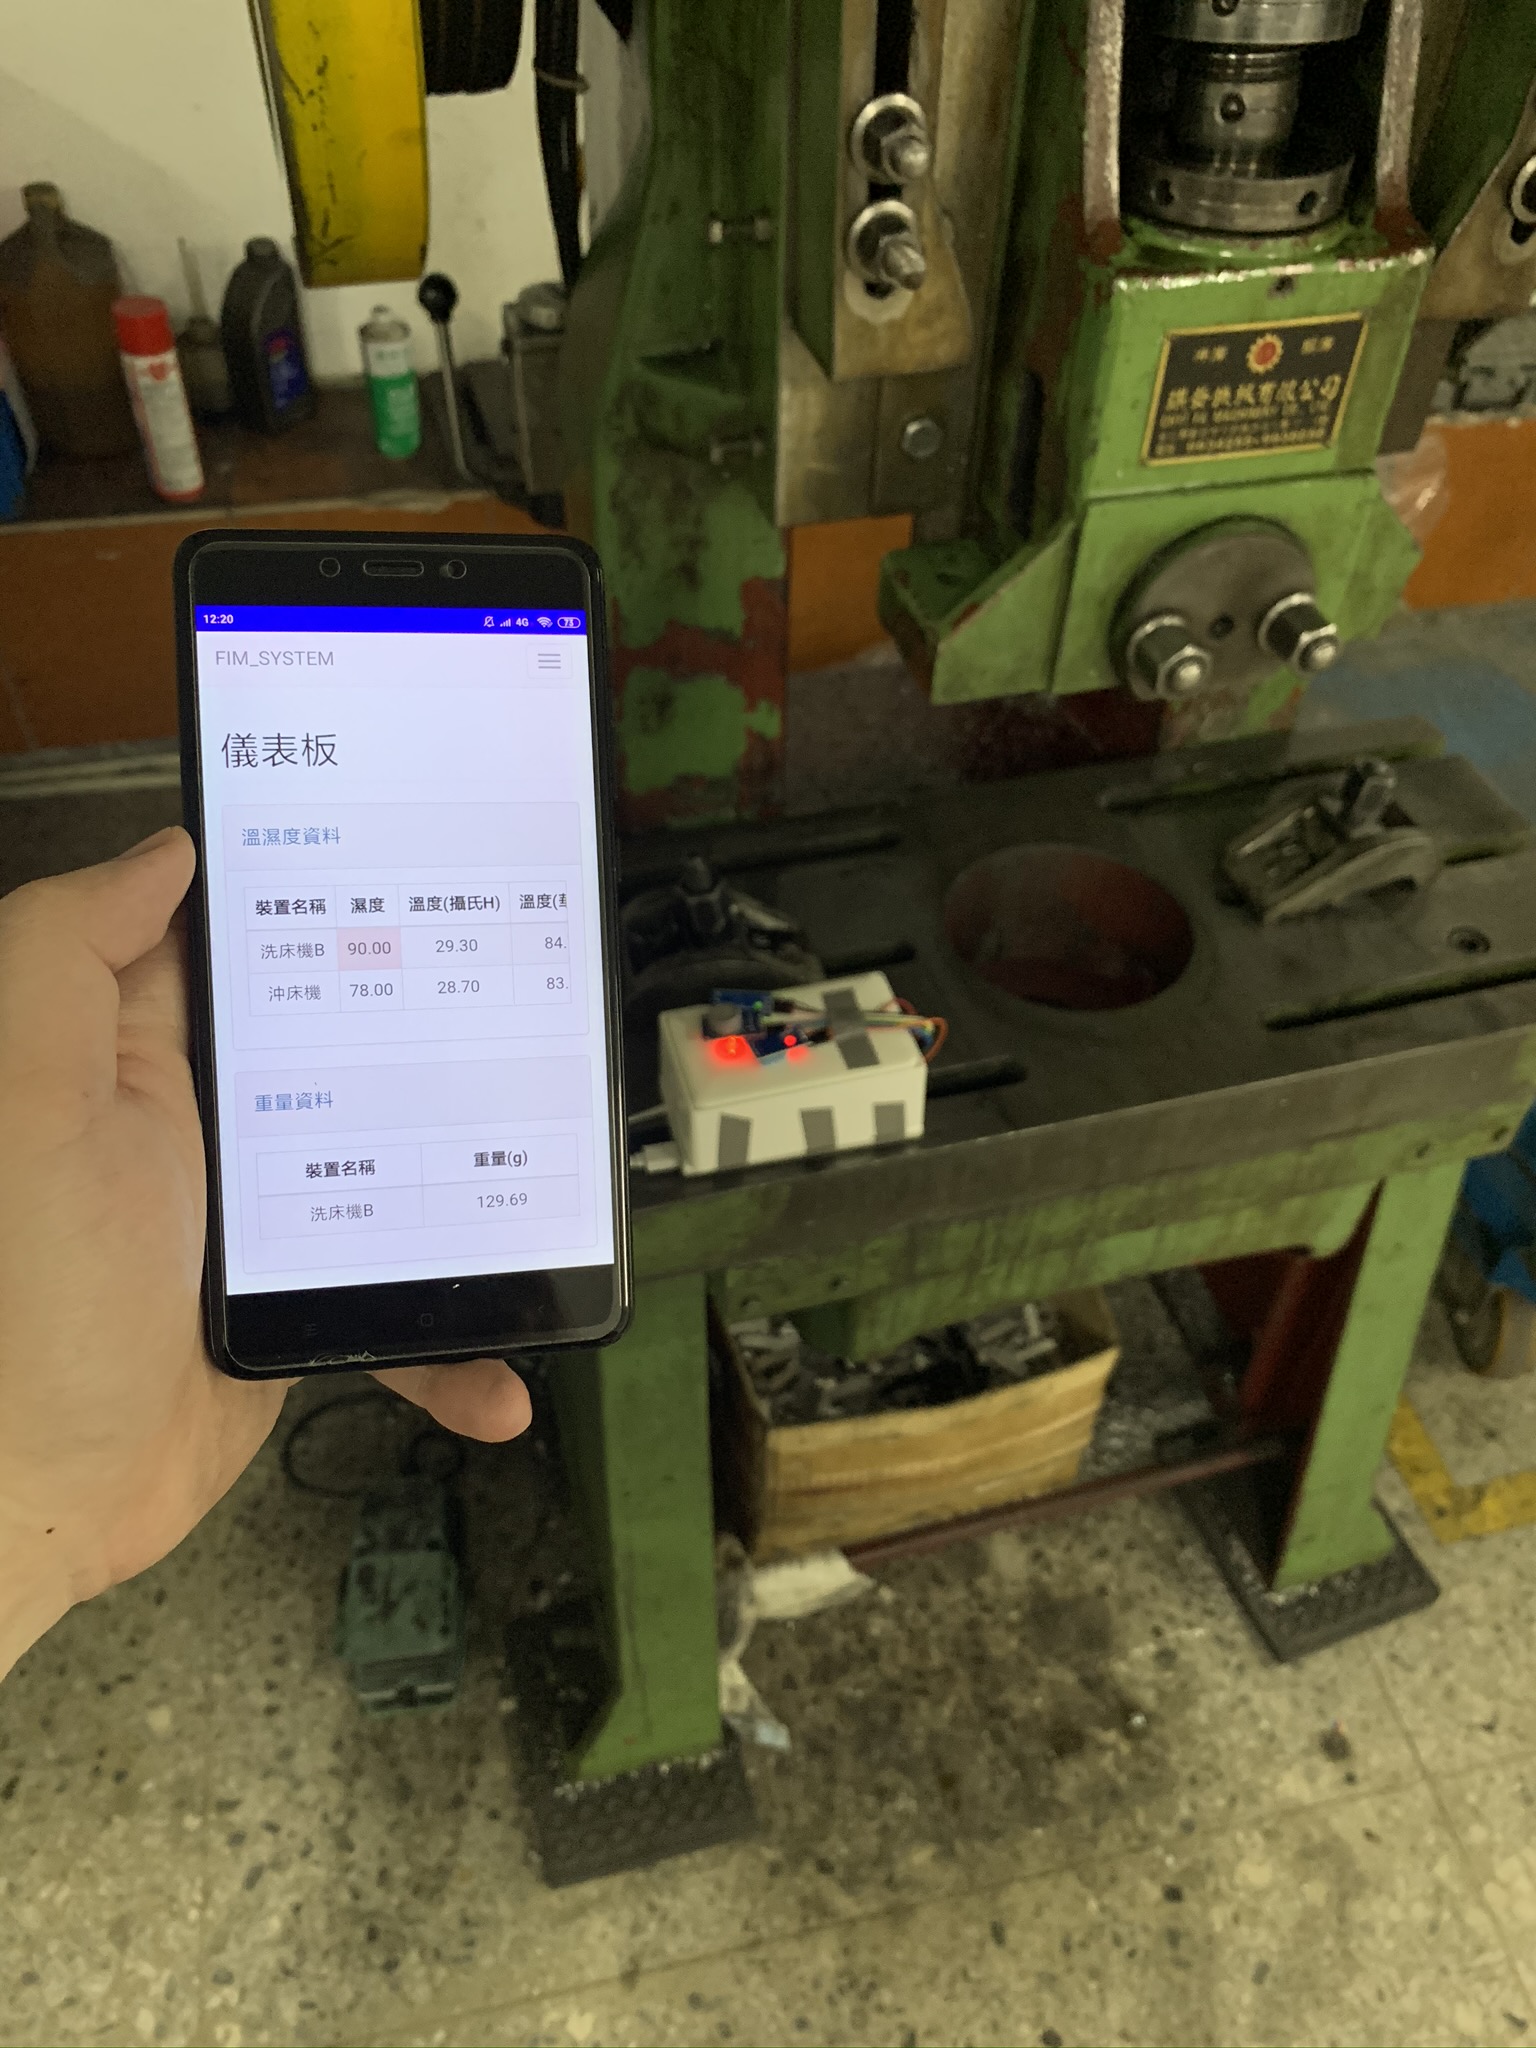 12:20
4G
73
FIM_SYSTEM
儀表板
溫濕度資料
裝置名稱 濕度 溫度(攝氏H) 溫度(
洗床機B 90.00 29.30 84.
沖床機 78.00 28.70 83.
重量資料
裝置名稱 重量(g)
洗床機B 129.69
機械有限公司